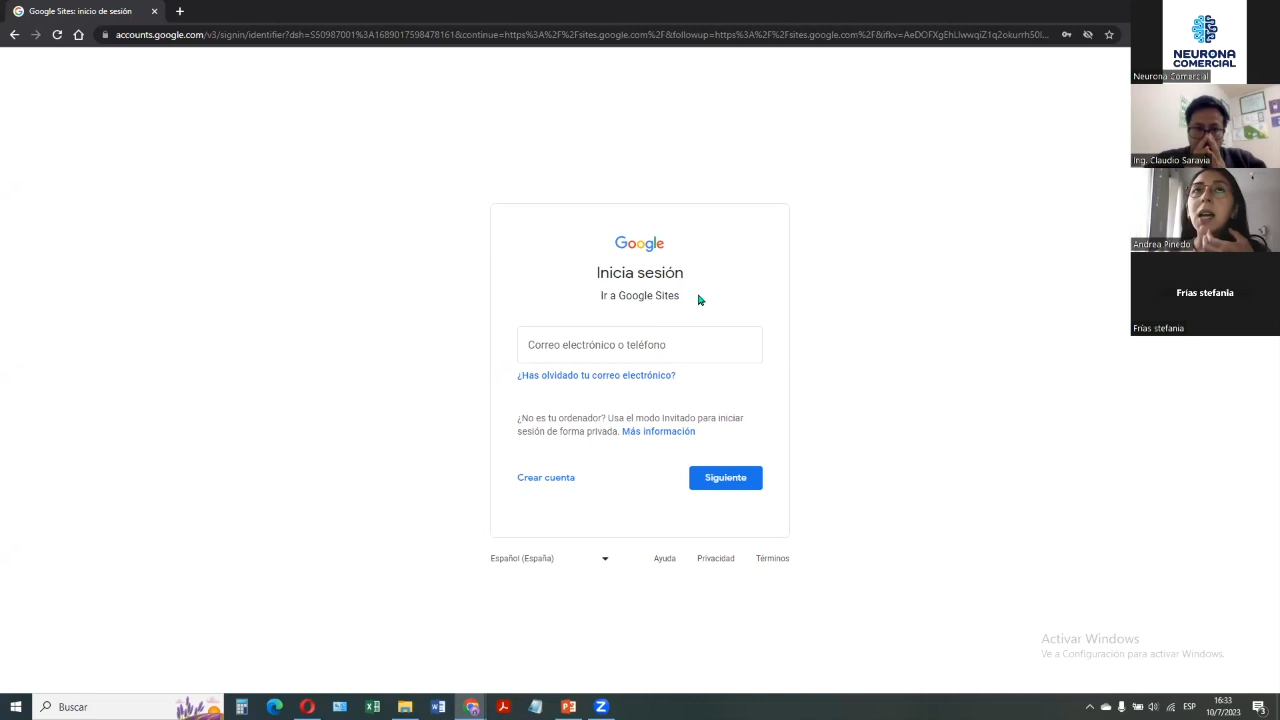 Google Sites: inicio de sesión
accounts.google.com/v3/signin/identifier?dsh=S50987001%3A1689017598478161&continue=https%3A%2F%2Fsites.google.com%2F&followup=https%3A%2F%2Fsites.google.com%2F
Google
Inicia sesión
Ir a Google Sites
Correo electrónico o teléfono
¿Has olvidado tu correo electrónico?
¿No es tu ordenador? Usa el modo Invitado para iniciar
sesión de forma privada. Más información
Crear cuenta
Siguiente
Español (España)
Ayuda
Privacidad
Términos
NEURONA
COMERCIAL
Neurona Comercial
Ing. Claudio Saravia
Andrea Pinedo
Frías stefania
Frías stefania
Activar Windows
Ve a Configuración para activar Windows.
Buscar
ESP
16:33
10/7/2023